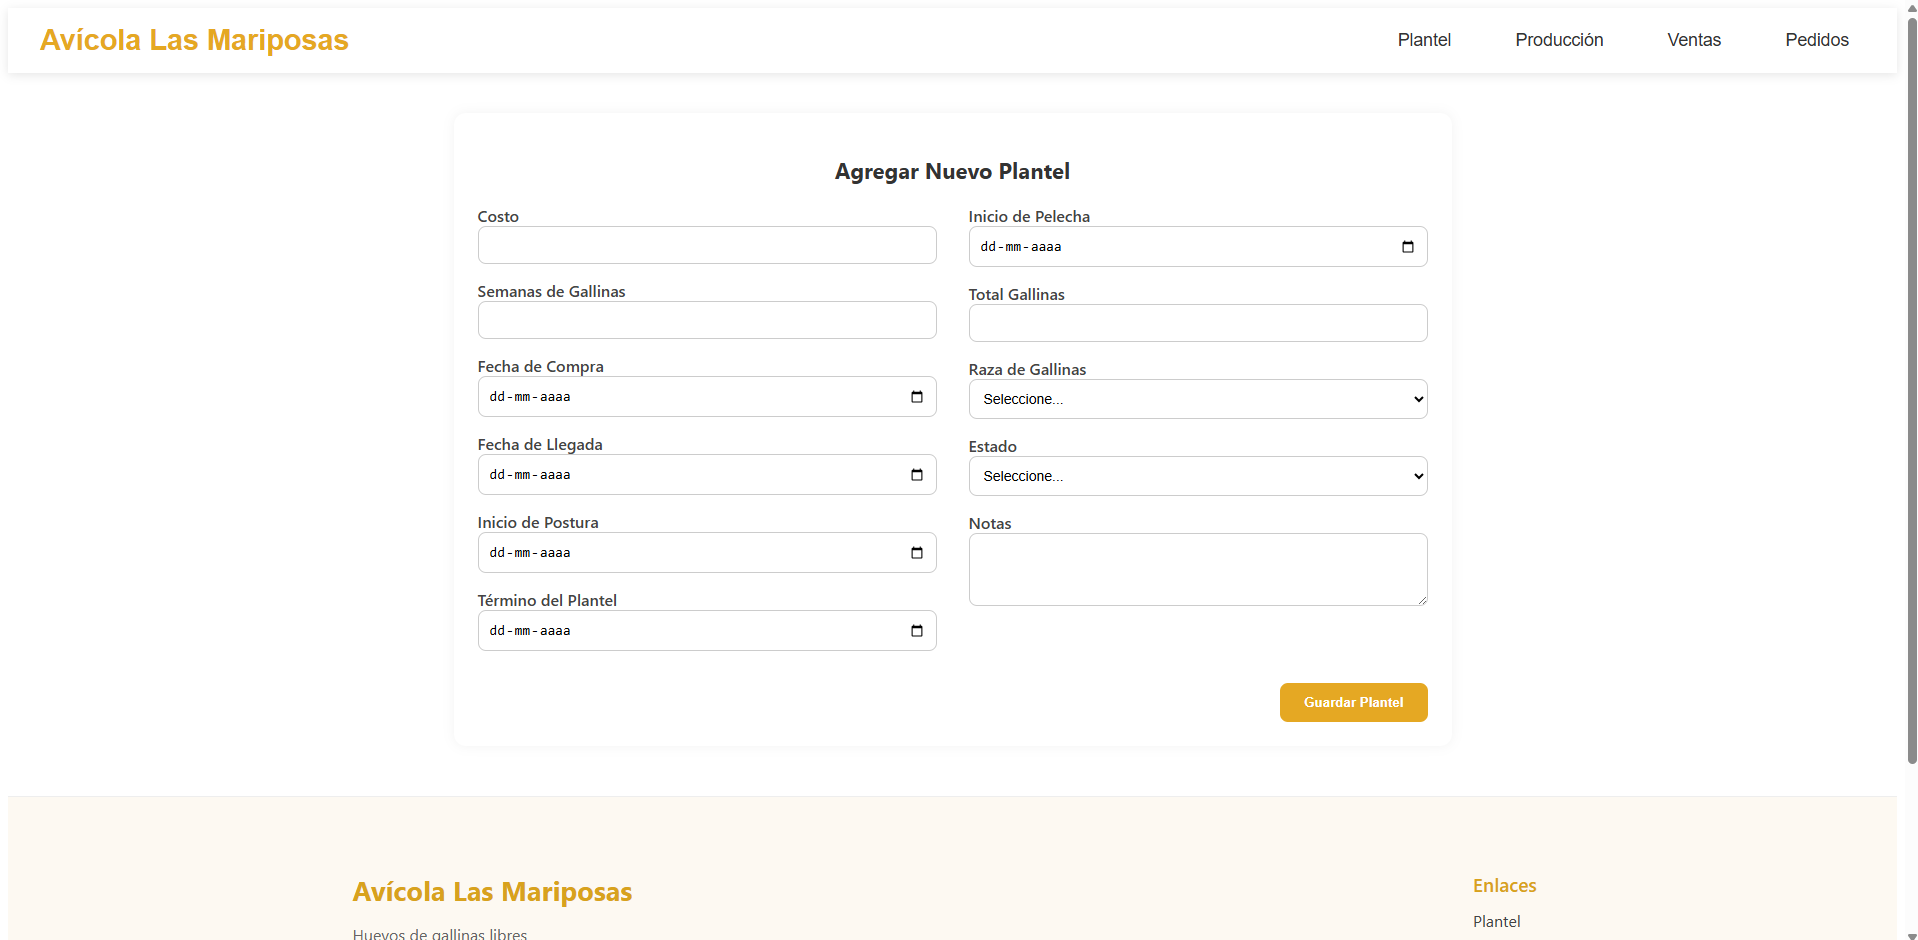 Avícola Las Mariposas
Plantel
Producción
Ventas
Pedidos
Agregar Nuevo Plantel
Costo
Semanas de Gallinas
Fecha de Compra
dd-mm-aaaa
Fecha de Llegada
dd-mm-aaaa
Inicio de Postura
dd-mm-aaaa
Término del Plantel
dd-mm-aaaa
Inicio de Pelecha
dd-mm-aaaa
Total Gallinas
Raza de Gallinas
Seleccione...
Estado
Seleccione...
Notas
Guardar Plantel
Avícola Las Mariposas
Huevos de gallinas libres
Enlaces
Plantel